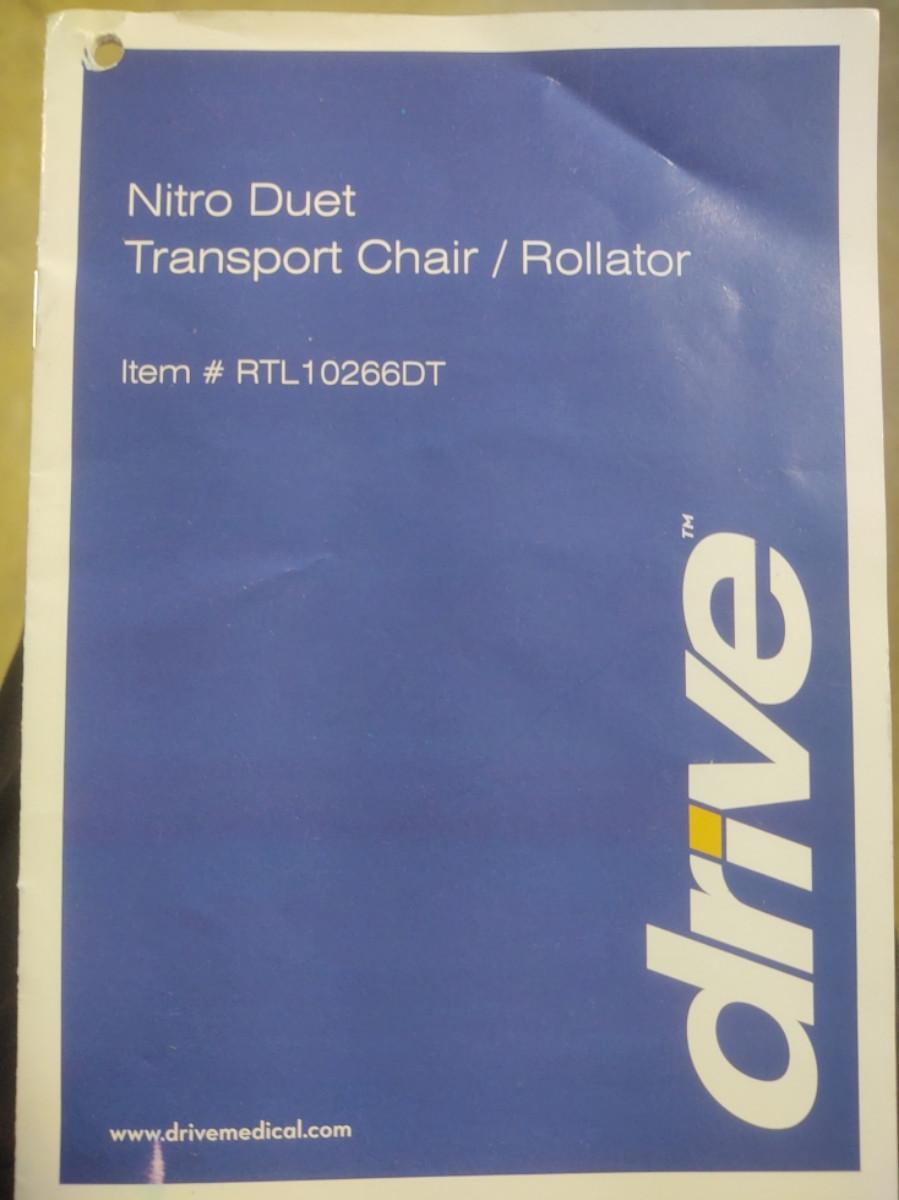 Nitro Duet
Transport Chair / Rollator
Item # RTL10266DT
drive™
www.drivemedical.com